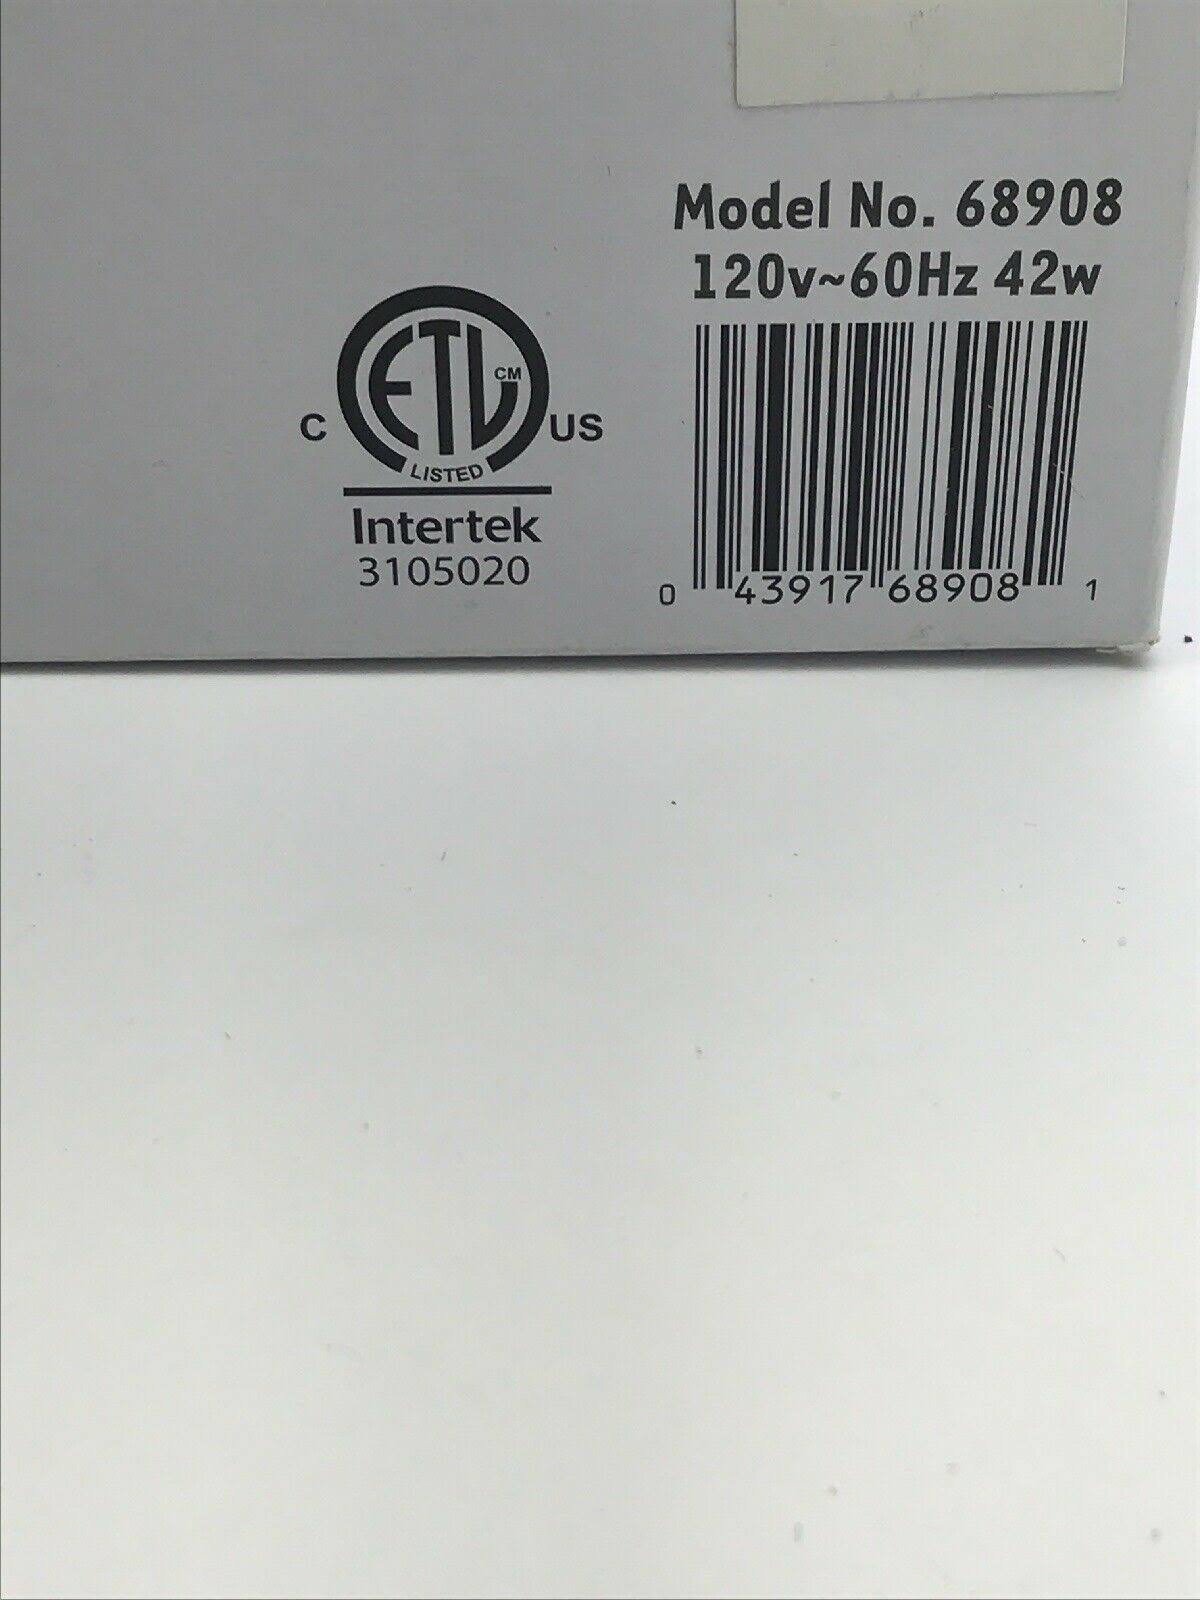 Model No. 68908
120v~60Hz 42w
ETL CM
C US
LISTED
Intertek
3105020
0 43917 68908 1